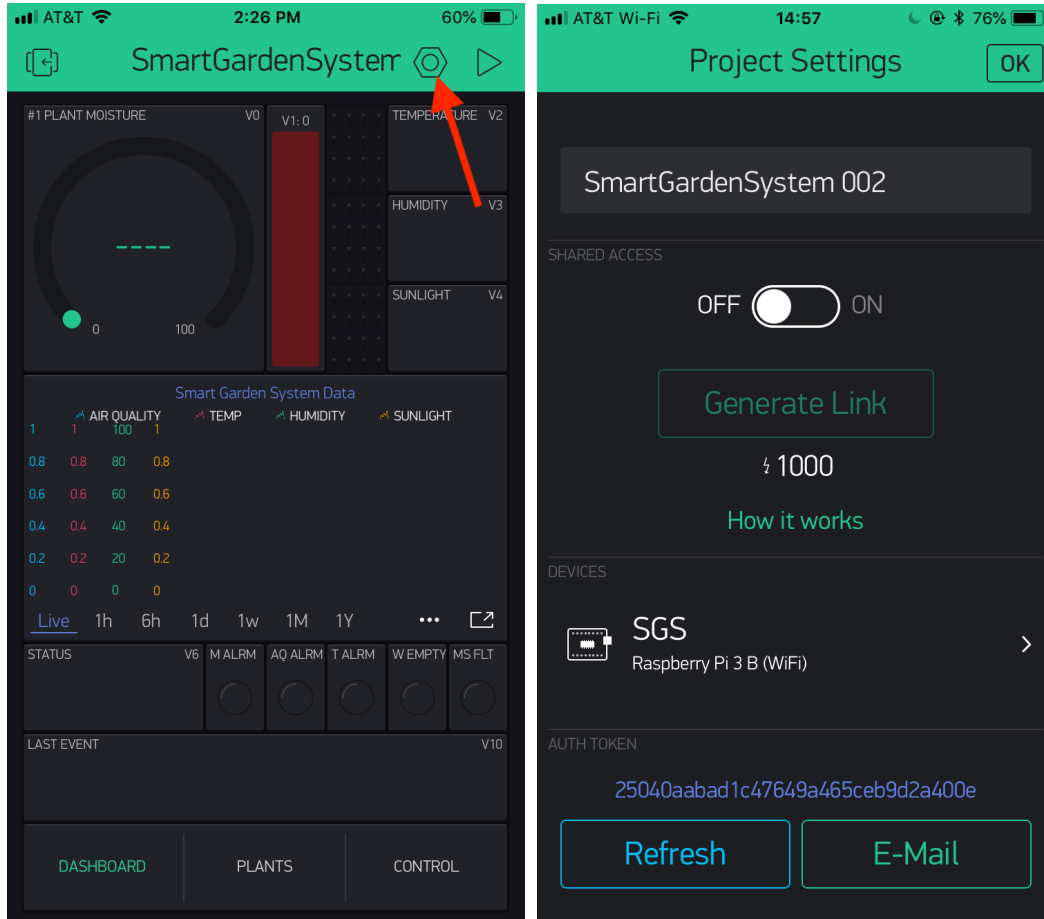 AT&T 2:26 PM 60%
SmartGardenSystem
#1 PLANT MOISTURE V0
V1: 0
TEMPERATURE V2
HUMIDITY V3
SUNLIGHT V4
----
0 100
Smart Garden System Data
AIR QUALITY TEMP HUMIDITY SUNLIGHT
1 1 100 1
0.8 0.8 80 0.8
0.6 0.6 60 0.6
0.4 0.4 40 0.4
0.2 0.2 20 0.2
0 0 0 0
Live 1h 6h 1d 1w 1M 1Y ...
STATUS V6 M ALRM AQ ALRM T ALRM W EMPTY MS FLT
LAST EVENT V10
DASHBOARD PLANTS CONTROL
AT&T Wi-Fi 14:57 76%
Project Settings OK
SmartGardenSystem 002
SHARED ACCESS
OFF ON
Generate Link
1000
How it works
DEVICES
SGS
Raspberry Pi 3 B (WiFi)
AUTH TOKEN
25040aabad1c47649a465ceb9d2a400e
Refresh E-Mail